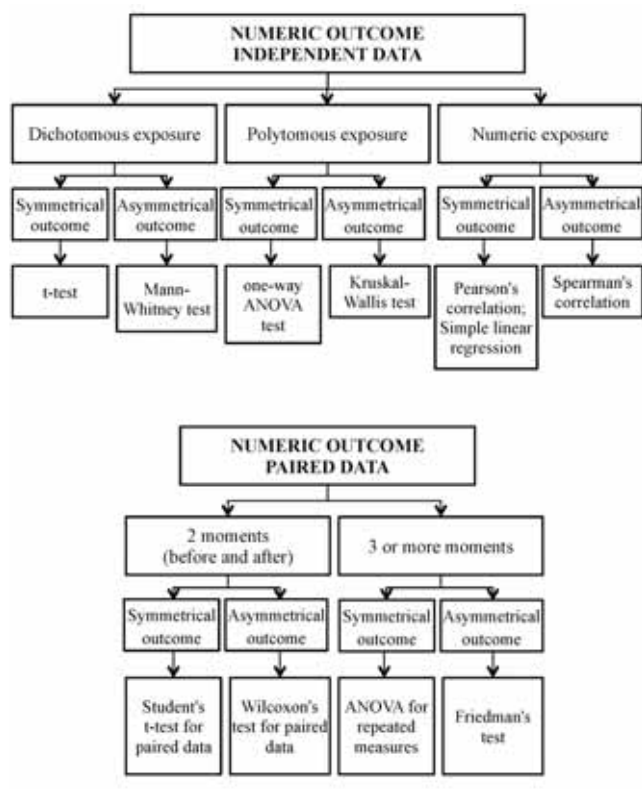 NUMERIC OUTCOME
INDEPENDENT DATA
Dichotomous exposure
Polytomous exposure
Numeric exposure
Symmetrical
outcome
Asymmetrical
outcome
Symmetrical
outcome
Asymmetrical
outcome
Symmetrical
outcome
Asymmetrical
outcome
t-test
Mann-
Whitney test
one-way
ANOVA
test
Kruskal-
Wallis test
Pearson's
correlation;
Simple linear
regression
Spearman's
correlation
NUMERIC OUTCOME
PAIRED DATA
2 moments
(before and after)
3 or more moments
Symmetrical
outcome
Asymmetrical
outcome
Symmetrical
outcome
Asymmetrical
outcome
Student's
t-test for
paired data
Wilcoxon's
test for paired
data
ANOVA for
repeated
measures
Friedman's
test